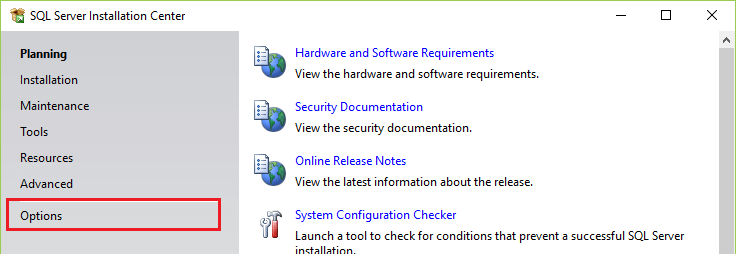 SQL Server Installation Center
Planning
Installation
Maintenance
Tools
Resources
Advanced
Options
Hardware and Software Requirements
View the hardware and software requirements.
Security Documentation
View the security documentation.
Online Release Notes
View the latest information about the release.
System Configuration Checker
Launch a tool to check for conditions that prevent a successful SQL Server
installation.